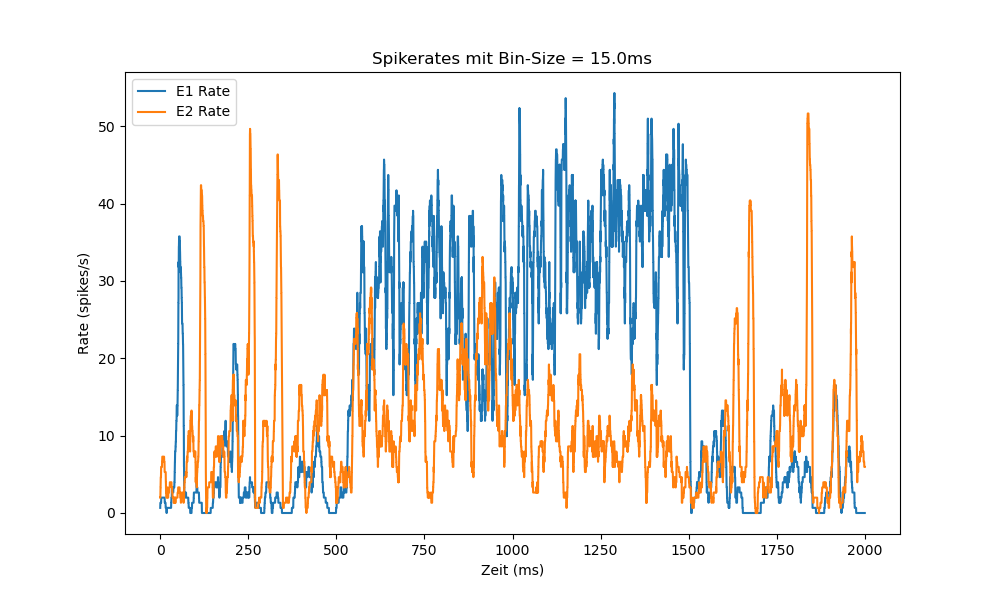 Spikerates mit Bin-Size = 15.0ms
E1 Rate
E2 Rate
50
40
30
20
10
0
Rate (spikes/s)
0 250 500 750 1000 1250 1500 1750 2000
Zeit (ms)